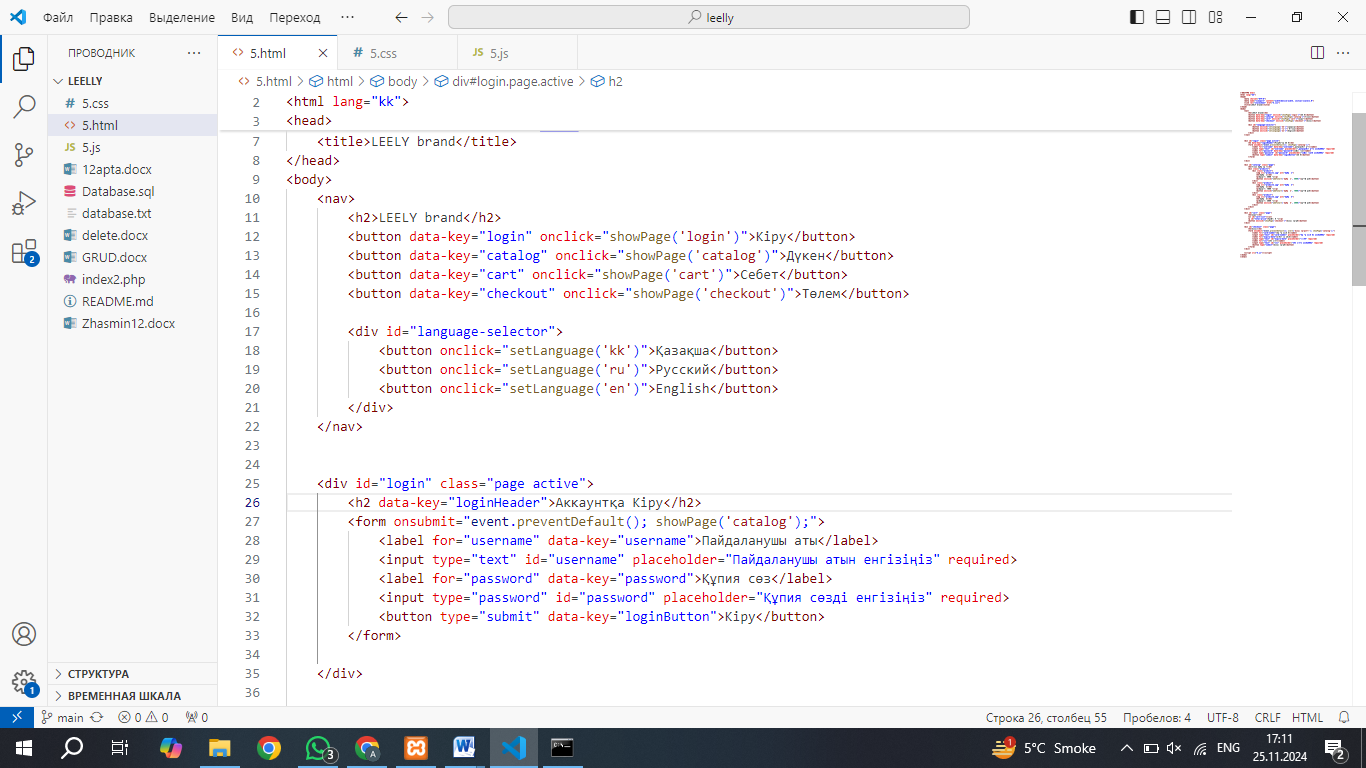 Файл Правка Выделение Вид Переход ··· leelly
ПРОВОДНИК ···
LEELLY
# 5.css
<> 5.html
JS 5.js
12apta.docx
Database.sql
database.txt
delete.docx
GRUD.docx
index2.php
README.md
Zhasmin12.docx
СТРУКТУРА
ВРЕМЕННАЯ ШКАЛА
2
1
<> 5.html # 5.css JS 5.js
<> 5.html > html > body > div#login.page.active > h2
2 <html lang="kk">
3 <head>
7 <title>LEELY brand</title>
8 </head>
9 <body>
10 <nav>
11 <h2>LEELY brand</h2>
12 <button data-key="login" onclick="showPage('login')">Кіру</button>
13 <button data-key="catalog" onclick="showPage('catalog')">Дүкен</button>
14 <button data-key="cart" onclick="showPage('cart')">Себет</button>
15 <button data-key="checkout" onclick="showPage('checkout')">Төлем</button>
16
17 <div id="language-selector">
18 <button onclick="setLanguage('kk')">Қазақша</button>
19 <button onclick="setLanguage('ru')">Русский</button>
20 <button onclick="setLanguage('en')">English</button>
21 </div>
22 </nav>
23
24
25 <div id="login" class="page active">
26 <h2 data-key="loginHeader">Аккаунтқа Кіру</h2>
27 <form onsubmit="event.preventDefault(); showPage('catalog');">
28 <label for="username" data-key="username">Пайдаланушы аты</label>
29 <input type="text" id="username" placeholder="Пайдаланушы атын енгізіңіз" required>
30 <label for="password" data-key="password">Құпия сөз</label>
31 <input type="password" id="password" placeholder="Құпия сөзді енгізіңіз" required>
32 <button type="submit" data-key="loginButton">Кіру</button>
33 </form>
34
35 </div>
36
main 0 0 0 Строка 26, столбец 55 Пробелов: 4 UTF-8 CRLF HTML
3 1 5°C Smoke ENG 17:11
25.11.2024 2